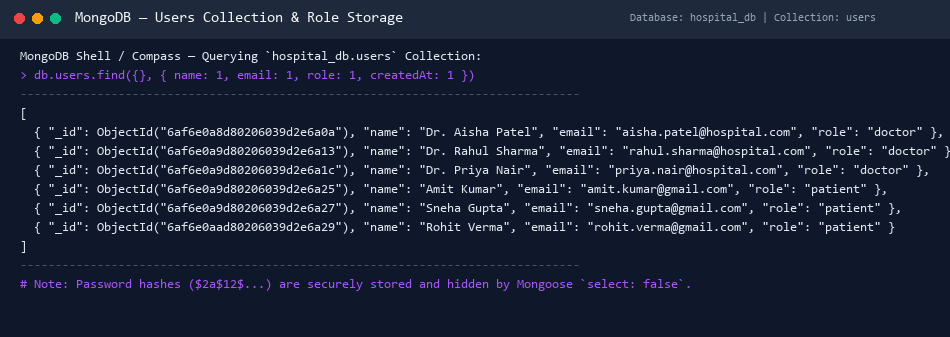 MongoDB — Users Collection & Role Storage
Database: hospital_db | Collection: users
MongoDB Shell / Compass — Querying `hospital_db.users` Collection:
> db.users.find({}, { name: 1, email: 1, role: 1, createdAt: 1 })
--------------------------------------------------------------------------------
[
  { "_id": ObjectId("6af6e0a8d80206039d2e6a0a"), "name": "Dr. Aisha Patel", "email": "aisha.patel@hospital.com", "role": "doctor" },
  { "_id": ObjectId("6af6e0a9d80206039d2e6a13"), "name": "Dr. Rahul Sharma", "email": "rahul.sharma@hospital.com", "role": "doctor" }
  { "_id": ObjectId("6af6e0a9d80206039d2e6a1c"), "name": "Dr. Priya Nair", "email": "priya.nair@hospital.com", "role": "doctor" },
  { "_id": ObjectId("6af6e0a9d80206039d2e6a25"), "name": "Amit Kumar", "email": "amit.kumar@gmail.com", "role": "patient" },
  { "_id": ObjectId("6af6e0a9d80206039d2e6a27"), "name": "Sneha Gupta", "email": "sneha.gupta@gmail.com", "role": "patient" },
  { "_id": ObjectId("6af6e0aad80206039d2e6a29"), "name": "Rohit Verma", "email": "rohit.verma@gmail.com", "role": "patient" }
]
--------------------------------------------------------------------------------
# Note: Password hashes ($2a$12$...) are securely stored and hidden by Mongoose `select: false`.